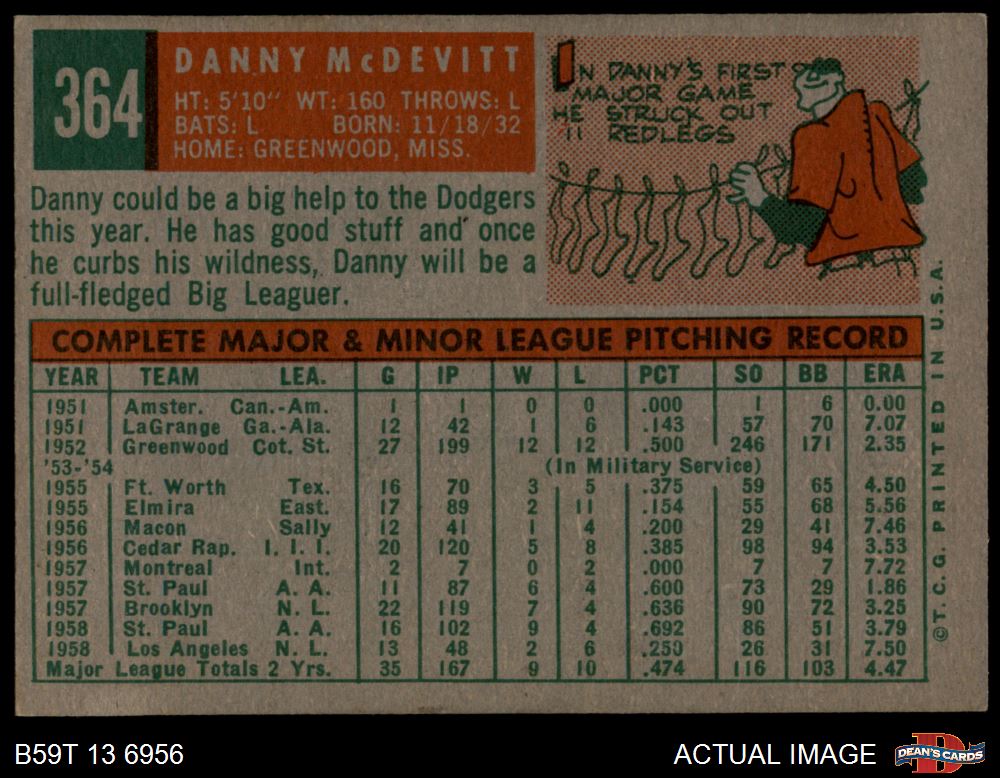 364
DANNY McDEVITT
HT: 5'10" WT: 160 THROWS: L
BATS: L BORN: 11/18/32
HOME: GREENWOOD, MISS.
IN DANNY'S FIRST
MAJOR GAME
HE STRUCK OUT
11 REDLEGS
Danny could be a big help to the Dodgers
this year. He has good stuff and once
he curbs his wildness, Danny will be a
full-fledged Big Leaguer.
COMPLETE MAJOR & MINOR LEAGUE PITCHING RECORD
YEAR TEAM LEA. G IP W L PCT SO BB ERA
1951 Amster. Can.-Am. 1 1 0 0 .000 1 6 0.00
1951 LaGrange Ga.-Ala. 12 42 1 6 .143 57 70 7.07
1952 Greenwood Cot. St. 27 199 12 12 .500 246 171 2.35
'53-'54 (In Military Service)
1955 Ft. Worth Tex. 16 70 3 5 .375 59 65 4.50
1955 Elmira East. 17 89 2 11 .154 55 68 5.56
1956 Macon Sally 12 41 1 4 .200 29 41 7.46
1956 Cedar Rap. I. I. I. 20 120 5 8 .385 98 94 3.53
1957 Montreal Int. 2 7 0 2 .000 7 7 7.72
1957 St. Paul A. A. 11 87 6 4 .600 73 29 1.86
1957 Brooklyn N. L. 22 119 7 4 .636 90 72 3.25
1958 St. Paul A. A. 16 102 9 4 .692 86 51 3.79
1958 Los Angeles N. L. 13 48 2 6 .250 26 31 7.50
Major League Totals 2 Yrs. 35 167 9 10 .474 116 103 4.47
©T.C.G. PRINTED IN U.S.A.
B59T 13 6956
ACTUAL IMAGE
DEAN'S CARDS